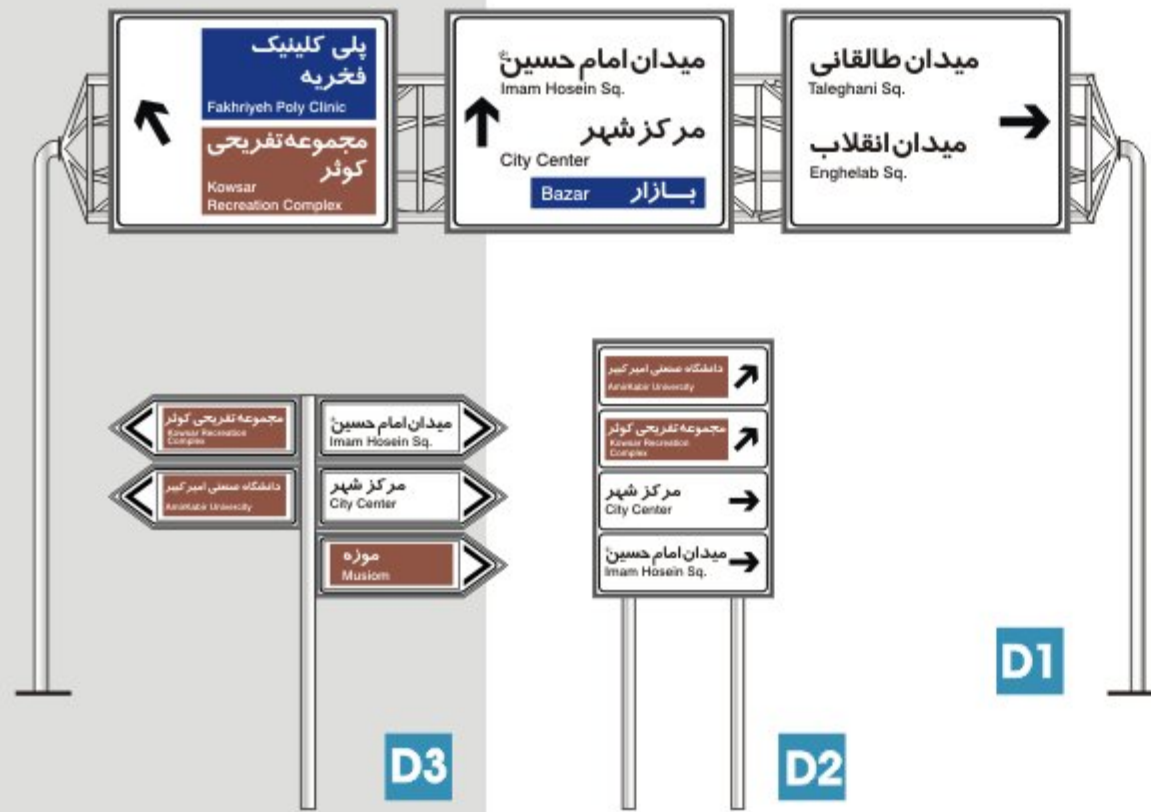 پلی کلینیک
فخریه
Fakhriyeh Poly Clinic
مجموعه تفریحی
کوثر
Kowsar
Recreation Complex
میدان امام حسین ع
Imam Hosein Sq.
مرکز شهر
City Center
Bazar بازار
میدان طالقانی
Taleghani Sq.
میدان انقلاب
Enghelab Sq.
مجموعه تفریحی کوثر
Kowsar Recreation
Complex
دانشگاه صنعتی امیر کبیر
AmirKabir University
میدان امام حسین ع
Imam Hosein Sq.
مرکز شهر
City Center
موزه
Musiom
دانشگاه صنعتی امیر کبیر
AmirKabir University
مجموعه تفریحی کوثر
Kowsar Recreation
Complex
مرکز شهر
City Center
میدان امام حسین ع
Imam Hosein Sq.
D1
D3
D2